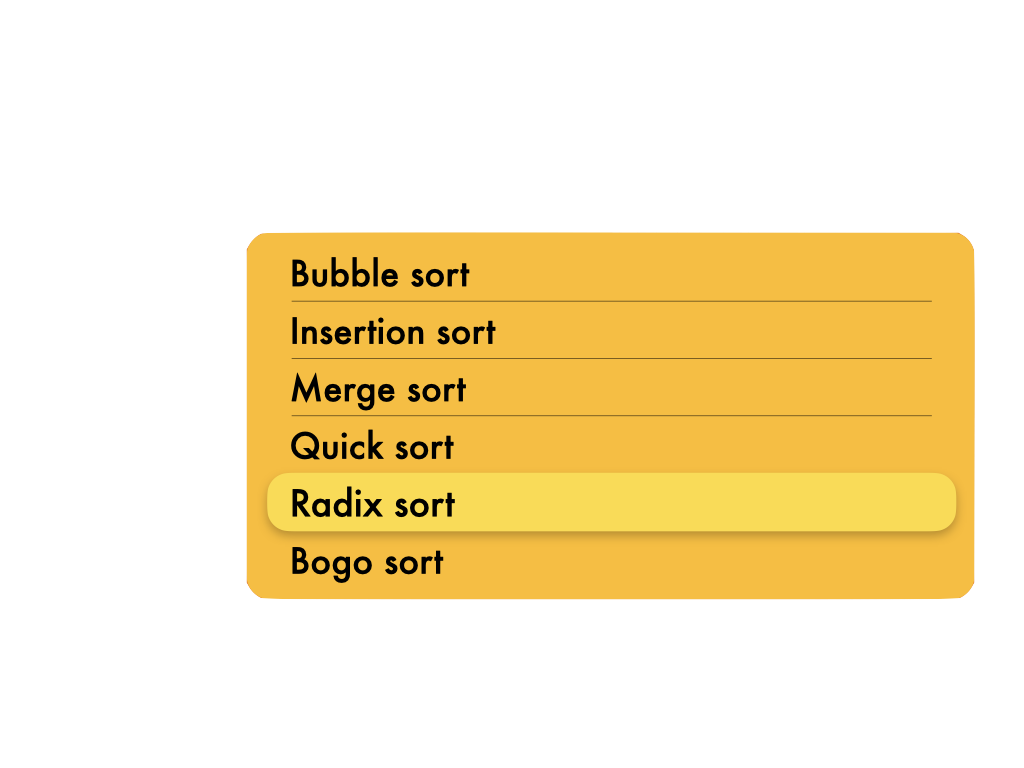 Bubble sort
Insertion sort
Merge sort
Quick sort
Radix sort
Bogo sort